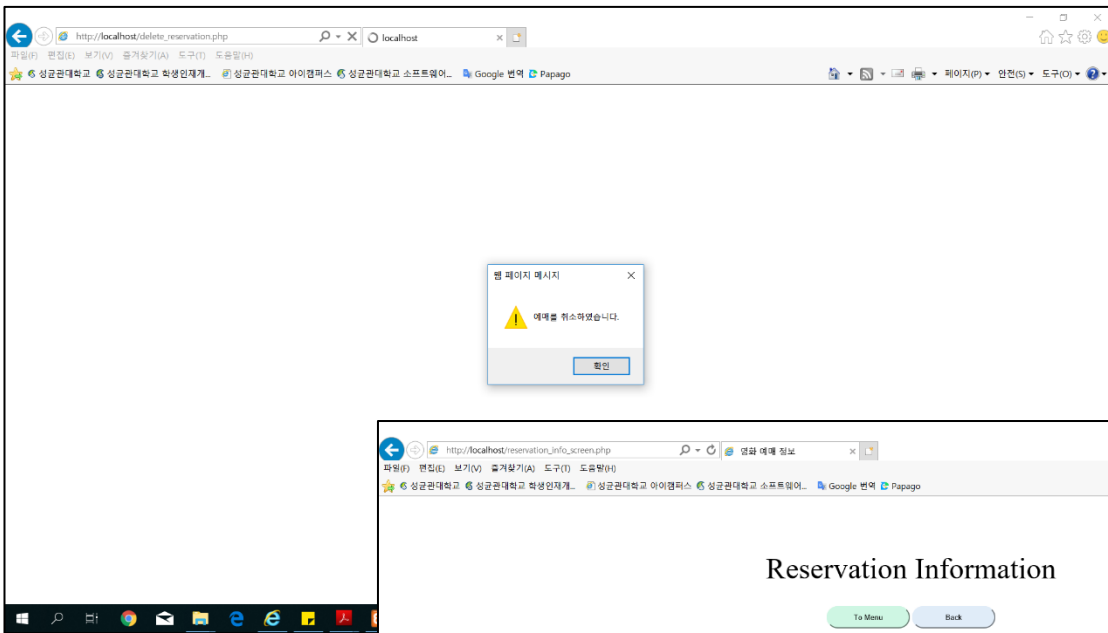 http://localhost/delete_reservation.php
localhost
파일(F) 편집(E) 보기(V) 즐겨찾기(A) 도구(T) 도움말(H)
성균관대학교 성균관대학교 학생인재개... 성균관대학교 아이캠퍼스 성균관대학교 소프트웨어... Google 번역 Papago
페이지(P) 안전(S) 도구(O)
웹 페이지 메시지
예매를 취소하였습니다.
확인
http://localhost/reservation_info_screen.php
영화 예매 정보
파일(F) 편집(E) 보기(V) 즐겨찾기(A) 도구(T) 도움말(H)
성균관대학교 성균관대학교 학생인재개... 성균관대학교 아이캠퍼스 성균관대학교 소프트웨어... Google 번역 Papago
Reservation Information
To Menu
Back